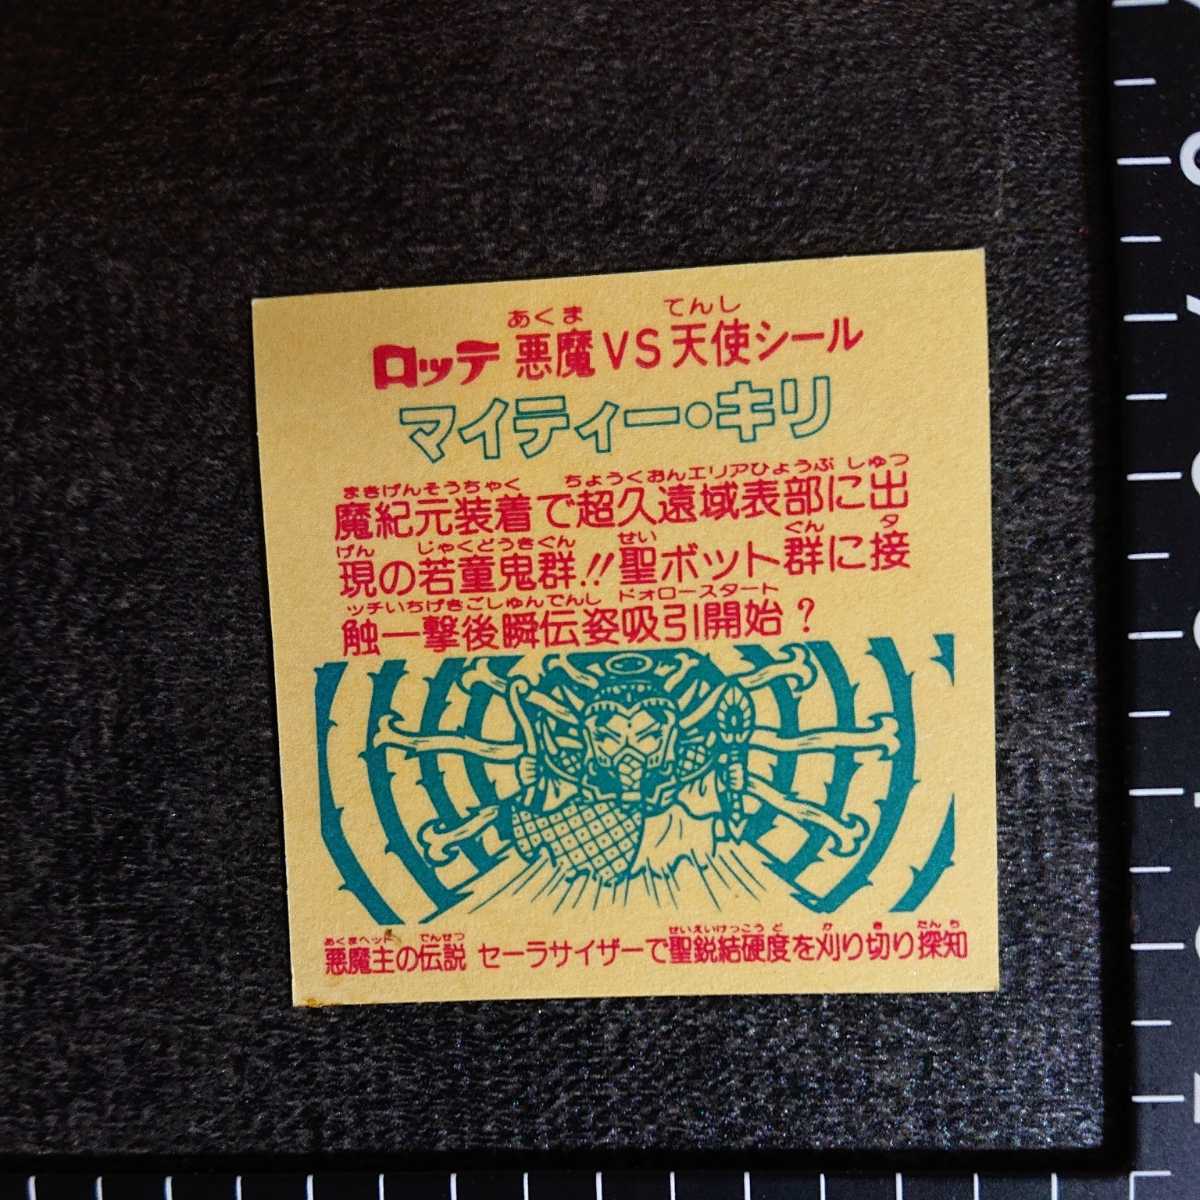 あくま てんし
ロッテ 悪魔VS天使シール
マイティー・キリ
まきげんそうちゃく ちょうくおんエリアひょうぶ しゅつ
魔紀元装着で超久遠域表部に出
げん じゃくどうきぐん せい ぐん タ
現の若童鬼群!!聖ボット群に接
ッチいちげきごしゅんでんし ドォロースタート
触一撃後瞬伝姿吸引開始？
あくまヘッド でんせつ せいえいけっこうど か き たんち
悪魔主の伝説 セーラサイザーで聖鋭結硬度を刈り切り探知